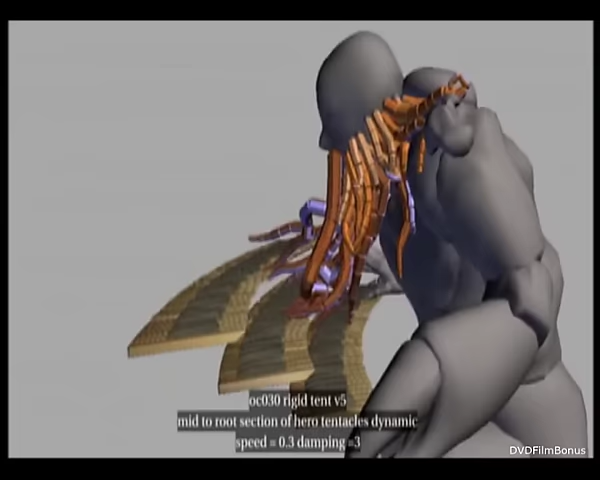 oc030 rigid tent v5
mid to root section of hero tentacles dynamic
speed = 0.3 damping =3
DVDFilmBonus